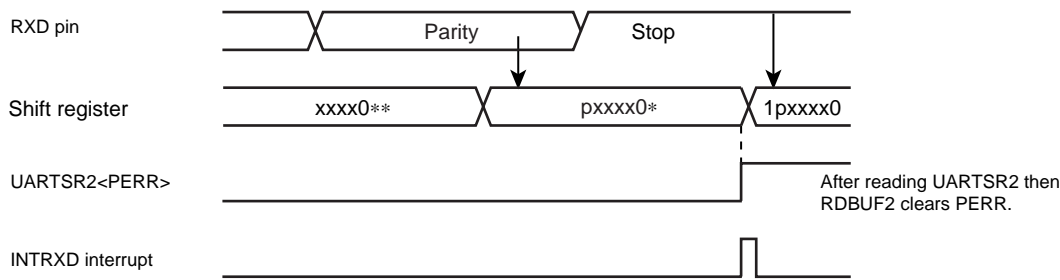 RXD pin
Parity
Stop
Shift register
xxxx0**
pxxxx0*
1pxxxx0
UARTSR2<PERR>
After reading UARTSR2 then
RDBUF2 clears PERR.
INTRXD interrupt